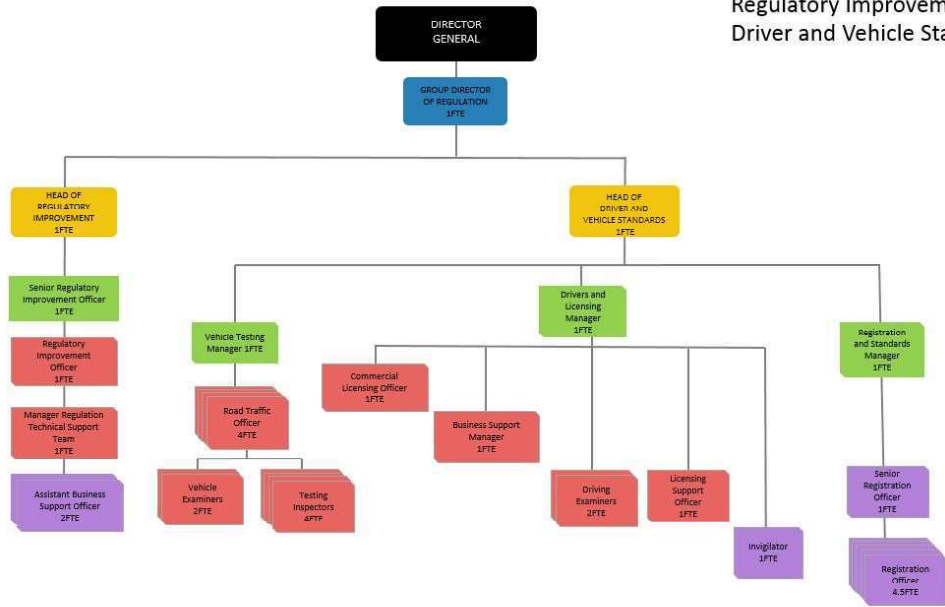 Regulatory Improveme
Driver and Vehicle Sta
DIRECTOR
GENERAL
GROUP DIRECTOR
OF REGULATION
1FTE
HEAD OF
REGULATORY
IMPROVEMENT
1FTE
HEAD OF
DRIVER AND
VEHICLE STANDARDS
1FTE
Senior Regulatory
Improvement Officer
1FTE
Drivers and
Licensing
Manager
1FTE
Vehicle Testing
Manager 1FTE
Registration
and Standards
Manager
1FTE
Regulatory
Improvement
Officer
1FTE
Commercial
Licensing Officer
1FTE
Manager Regulation
Technical Support
Team
1FTE
Road Traffic
Officer
4FTE
Business Support
Manager
1FTE
Assistant Business
Support Officer
2FTE
Vehicle
Examiners
2FTE
Testing
Inspectors
4FTE
Driving
Examiners
2FTE
Licensing
Support
Officer
1FTE
Senior
Registration
Officer
1FTE
Invigilator
1FTE
Registration
Officer
4.5FTE